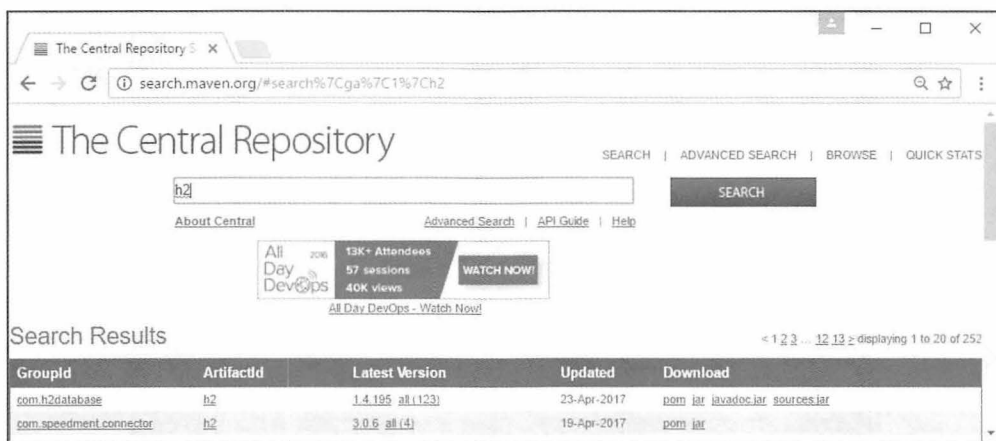 The Central Repository S
search.maven.org/#search%7Cga%7C1%7Ch2
The Central Repository
SEARCH | ADVANCED SEARCH | BROWSE | QUICK STATS
h2
SEARCH
About Central
Advanced Search | API Guide | Help
All Day DevOps 2016
13K+ Attendees
57 sessions
40K views
WATCH NOW!
All Day DevOps - Watch Now!
Search Results
< 1 2 3 ... 12 13 > displaying 1 to 20 of 252
GroupId ArtifactId Latest Version Updated Download
com.h2database h2 1.4.195 all (123) 23-Apr-2017 pom jar javadoc.jar sources.jar
com.speedment.connector h2 3.0.6 all (4) 19-Apr-2017 pom jar